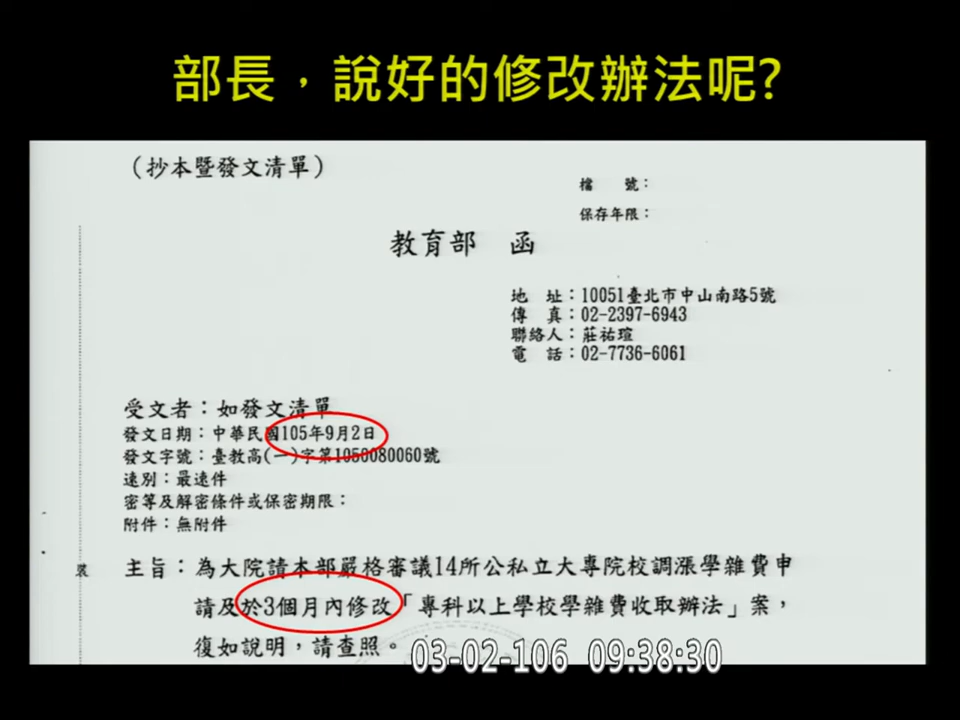 部長，說好的修改辦法呢?
（抄本暨發文清單）
檔　號：
保存年限：
教育部　函
地　址：10051臺北市中山南路5號
傳　真：02-2397-6943
聯絡人：莊祐瑄
電　話：02-7736-6061
受文者：如發文清單
發文日期：中華民國105年9月2日
發文字號：臺教高(一)字第1050080060號
速別：最速件
密等及解密條件或保密期限：
附件：無附件
裝
主旨：為大院請本部嚴格審議14所公私立大專院校調漲學雜費申
請及於3個月內修改「專科以上學校學雜費收取辦法」案，
復如說明，請查照。
03-02-106 09:38:30